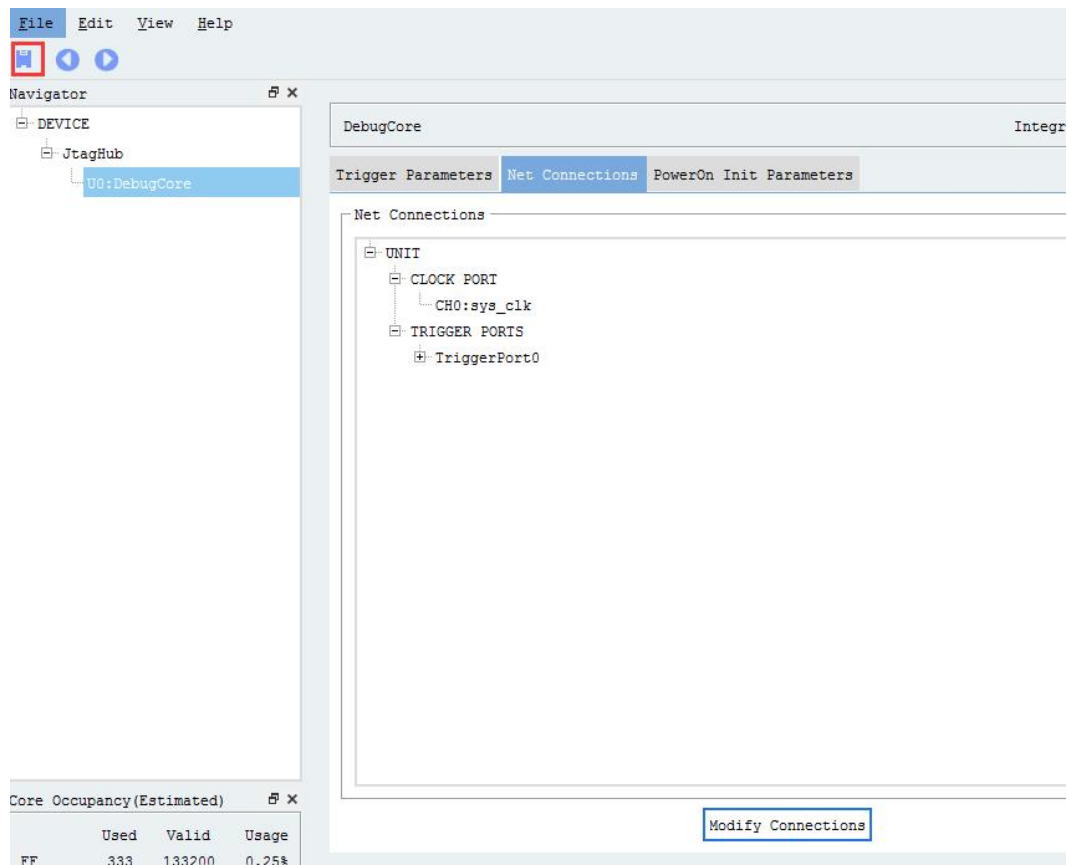 File Edit View Help
Navigator
DEVICE
JtagHub
U0:DebugCore
DebugCore Integr
Trigger Parameters Net Connections PowerOn Init Parameters
Net Connections
UNIT
CLOCK PORT
CH0:sys_clk
TRIGGER PORTS
TriggerPort0
Modify Connections
Core Occupancy(Estimated)
Used Valid Usage
FF 333 133200 0.25%